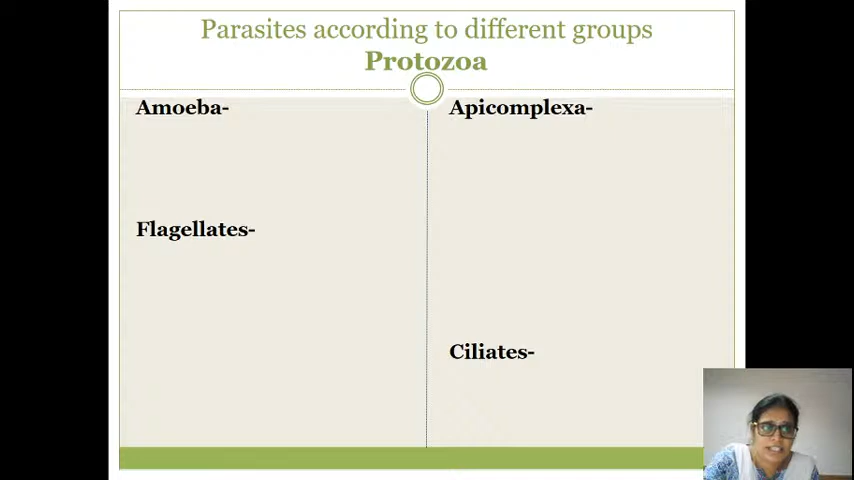 Parasites according to different groups
Protozoa
Amoeba-
Flagellates-
Apicomplexa-
Ciliates-